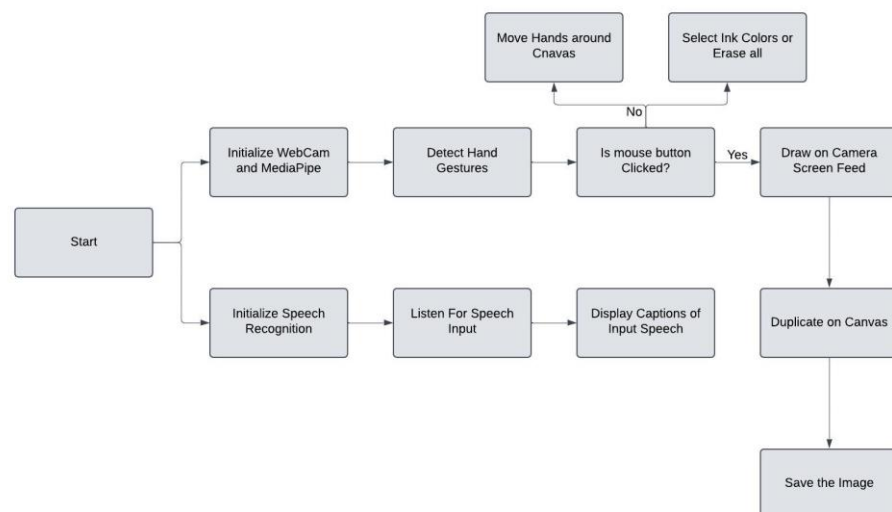 Move Hands around
Cnavas
Select Ink Colors or
Erase all
No
Initialize WebCam
and MediaPipe
Detect Hand
Gestures
Is mouse button
Clicked?
Yes
Draw on Camera
Screen Feed
Start
Initialize Speech
Recognition
Listen For Speech
Input
Display Captions of
Input Speech
Duplicate on Canvas
Save the Image